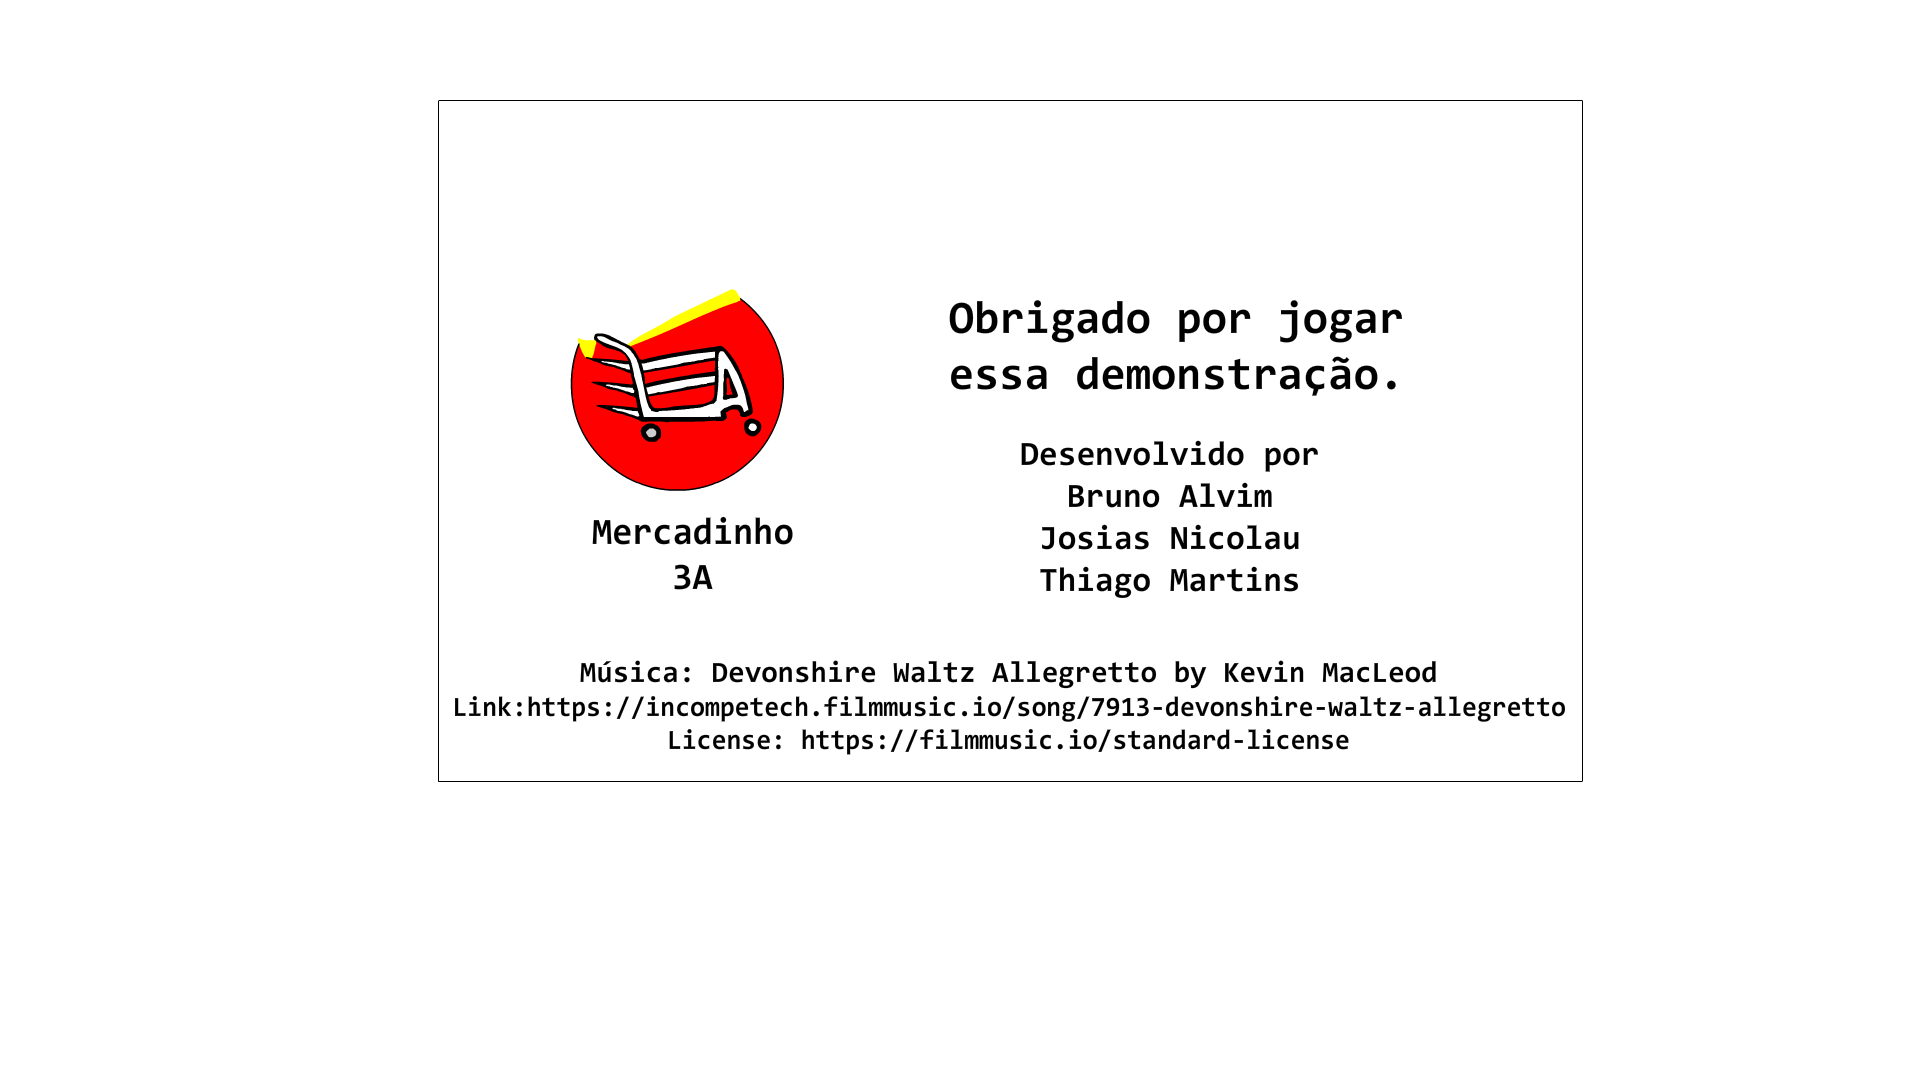 Obrigado por jogar
essa demonstração.
Desenvolvido por
Bruno Alvim
Josias Nicolau
Thiago Martins
Mercadinho
3A
Música: Devonshire Waltz Allegretto by Kevin MacLeod
Link:https://incompetech.filmmusic.io/song/7913-devonshire-waltz-allegretto
License: https://filmmusic.io/standard-license